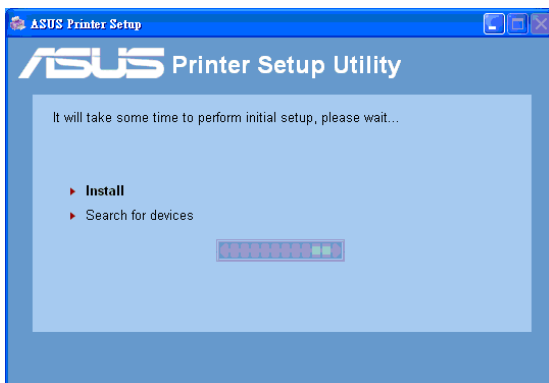 ASUS Printer Setup
ASUS Printer Setup Utility
It will take some time to perform initial setup, please wait...
Install
Search for devices